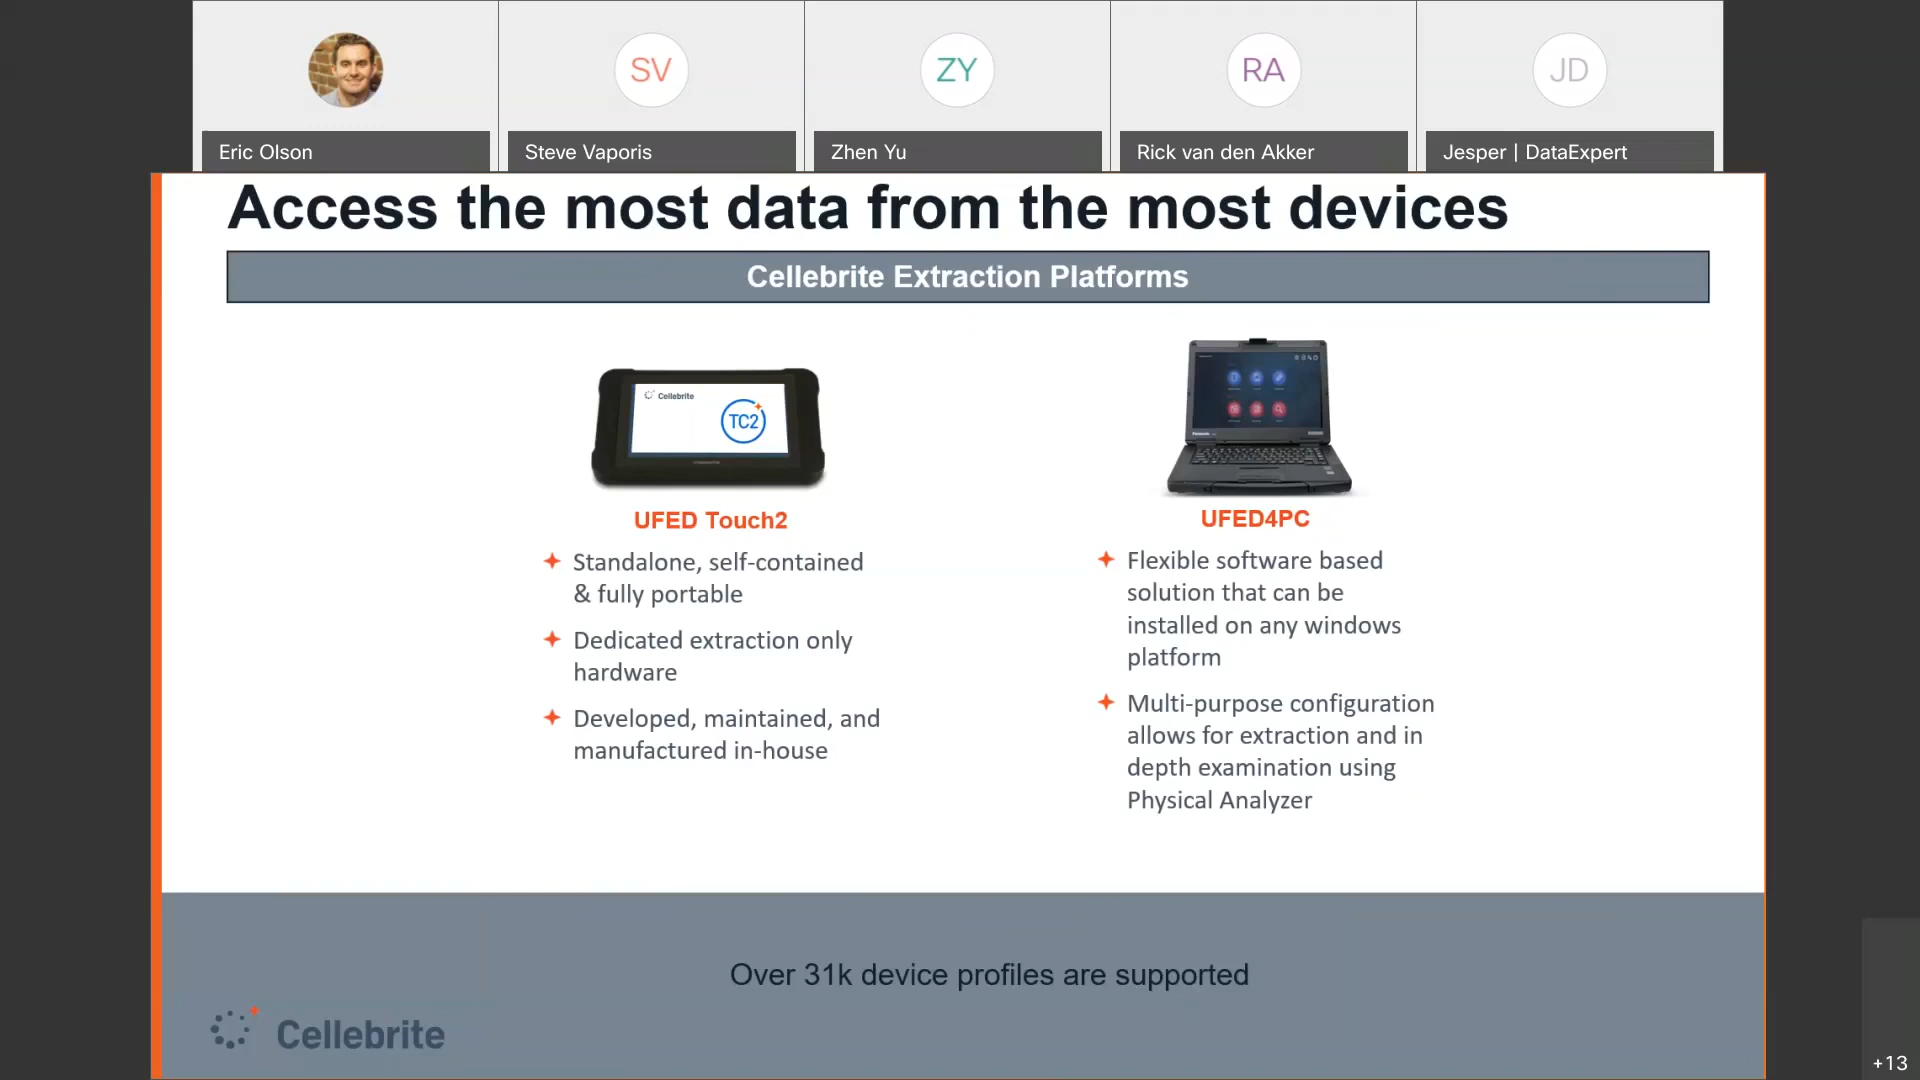 SV
ZY
RA
JD
Eric Olson
Steve Vaporis
Zhen Yu
Rick van den Akker
Jesper | DataExpert
Access the most data from the most devices
Cellebrite Extraction Platforms
Cellebrite
TC2
UFED Touch2
Standalone, self-contained
& fully portable
Dedicated extraction only
hardware
Developed, maintained, and
manufactured in-house
UFED4PC
Flexible software based
solution that can be
installed on any windows
platform
Multi-purpose configuration
allows for extraction and in
depth examination using
Physical Analyzer
Over 31k device profiles are supported
Cellebrite
+13